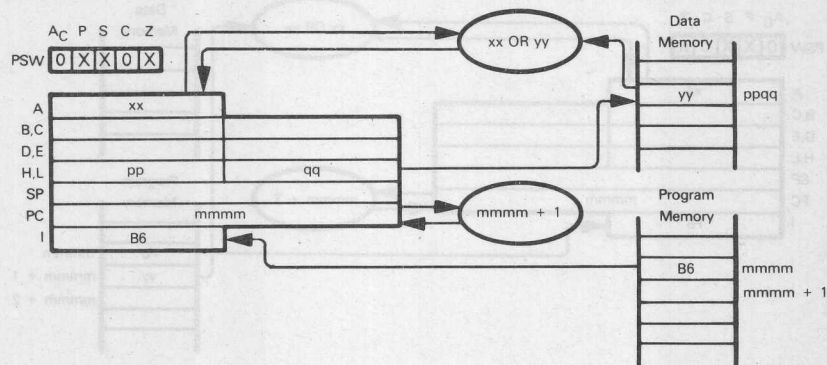 Data
Memory
A_C P S C Z
PSW 0 X X 0 X
xx OR yy
A xx
yy ppqq
B,C
D,E
H,L pp qq
SP
PC mmmm
mmmm + 1
I B6
Program
Memory
B6 mmmm
mmmm + 1